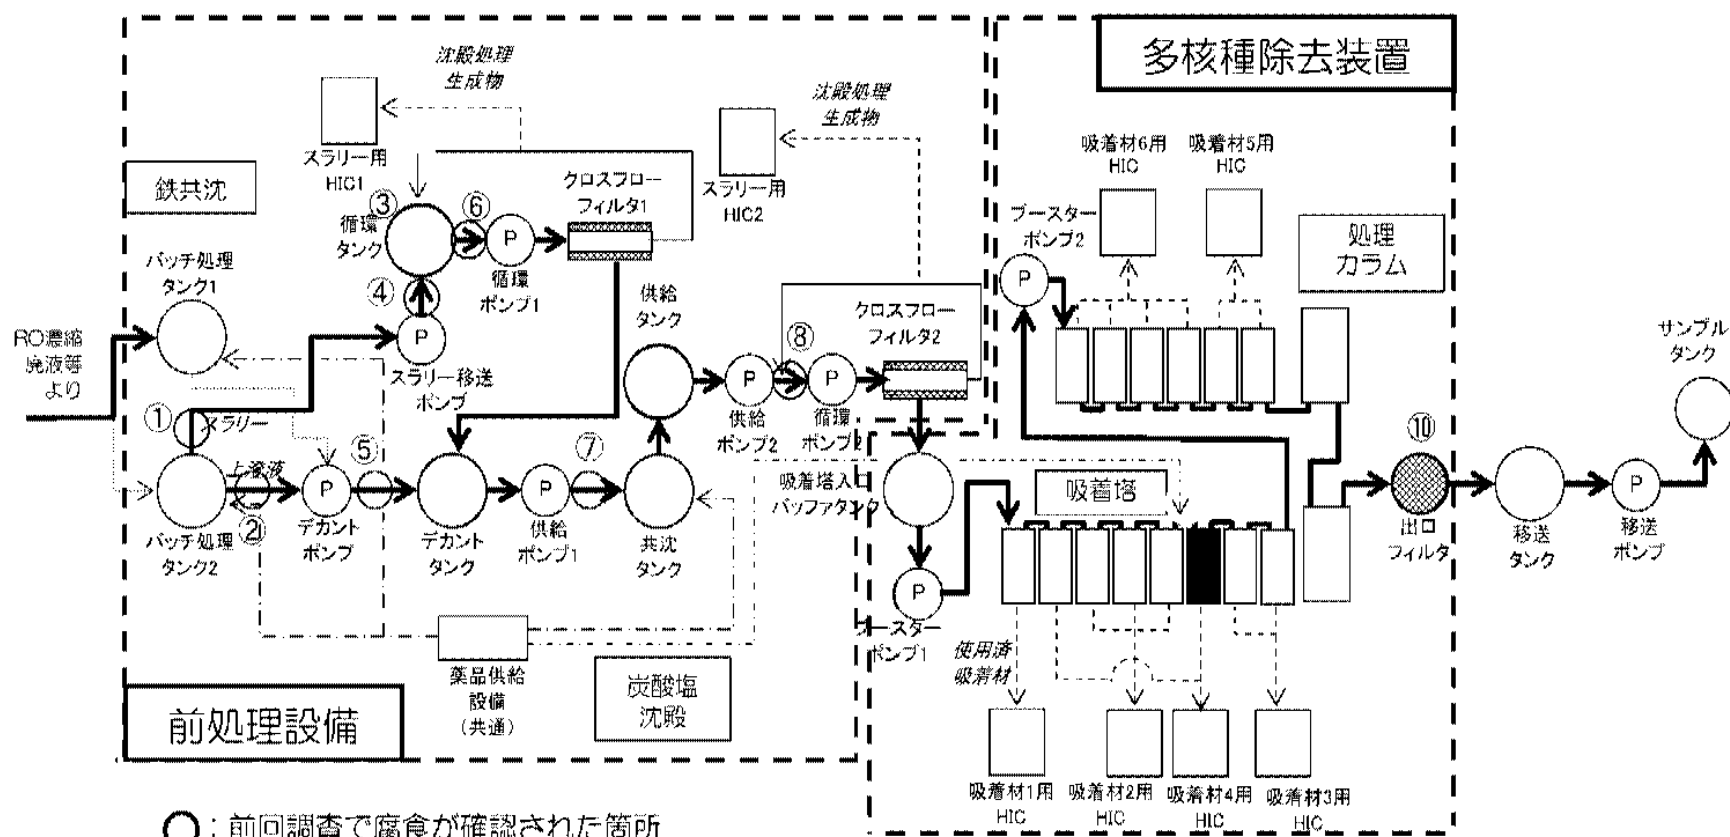 多核種除去装置
沈殿処理
生成物
沈殿処理
生成物
スラリー用
HIC1
スラリー用
HIC2
吸着材6用
HIC
吸着材5用
HIC
鉄共沈
クロスフロー
フィルタ1
③
⑥
循環
タンク
P
循環
ポンプ1
ブースター
ポンプ2
P
処理
カラム
バッチ処理
タンク1
④
P
スラリー移送
ポンプ
供給
タンク
クロスフロー
フィルタ2
⑧
サンプル
タンク
RO濃縮
廃液等
より
①
スラリー
P
供給
ポンプ2
P
循環
ポンプ2
上澄液
⑤
⑦
⑩
②
バッチ処理
タンク2
P
デカント
ポンプ
デカント
タンク
P
供給
ポンプ1
共沈
タンク
吸着塔入口
バッファタンク
吸着塔
出口
フィルタ
移送
タンク
P
移送
ポンプ
P
ブースター
ポンプ1
使用済
吸着材
薬品供給
設備
(共通)
炭酸塩
沈殿
前処理設備
吸着材1用
HIC
吸着材2用
HIC
吸着材4用
HIC
吸着材3用
HIC
:前回調査で腐食が確認された箇所